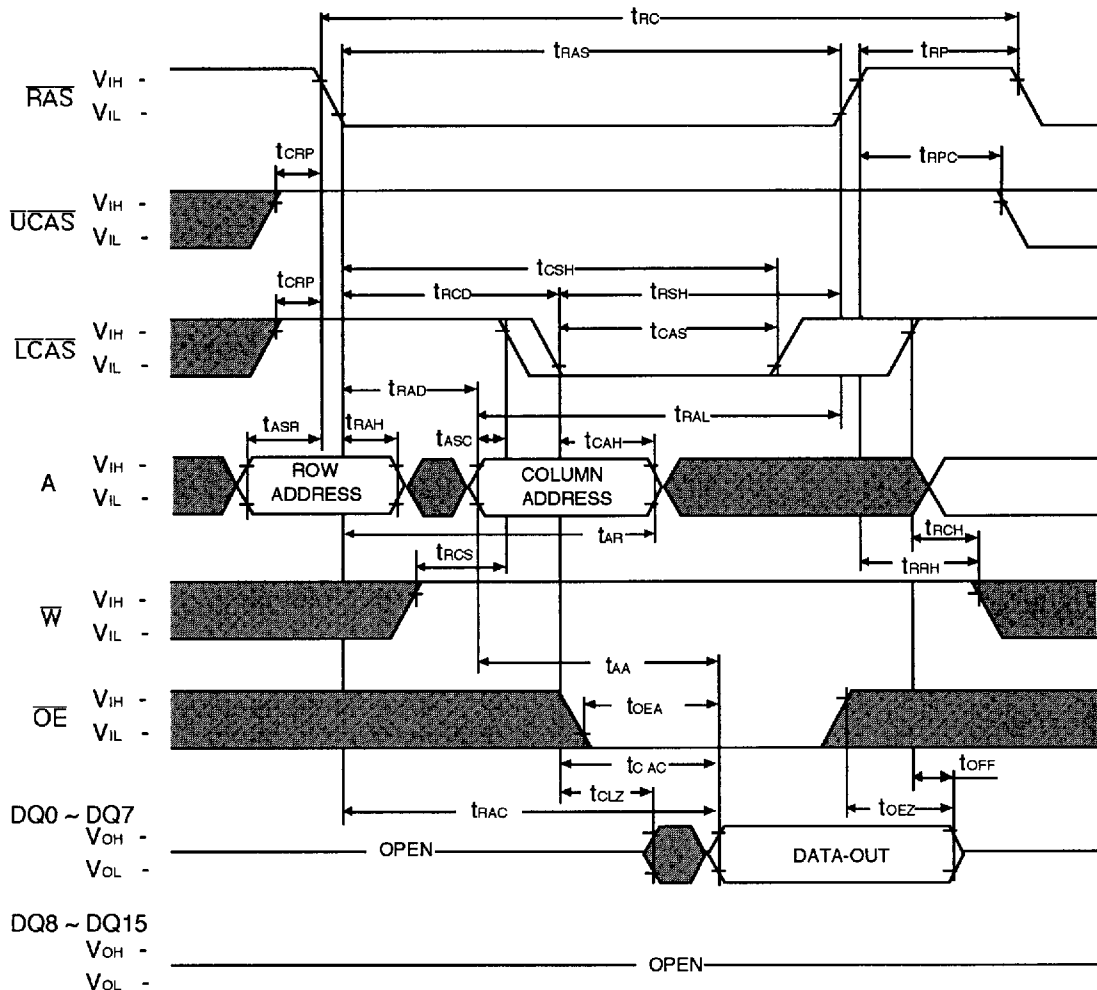 tRC
tRAS tRP
RAS VIH -
VIL -
tCRP tRPC
UCAS VIH -
VIL -
tCSH
tCRP tRCD tRSH
LCAS VIH -
VIL -
tCAS
tRAD tRAL
tASR tRAH tASC tCAH
A VIH -
VIL -
ROW
ADDRESS
COLUMN
ADDRESS
tAR tRCH
tRCS tRRH
W VIH -
VIL -
tAA
OE VIH -
VIL -
tOEA
tCAC tOFF
tCLZ tOEZ
tRAC
DQ0 ~ DQ7
VOH -
VOL -
OPEN DATA-OUT
DQ8 ~ DQ15
VOH -
VOL -
OPEN